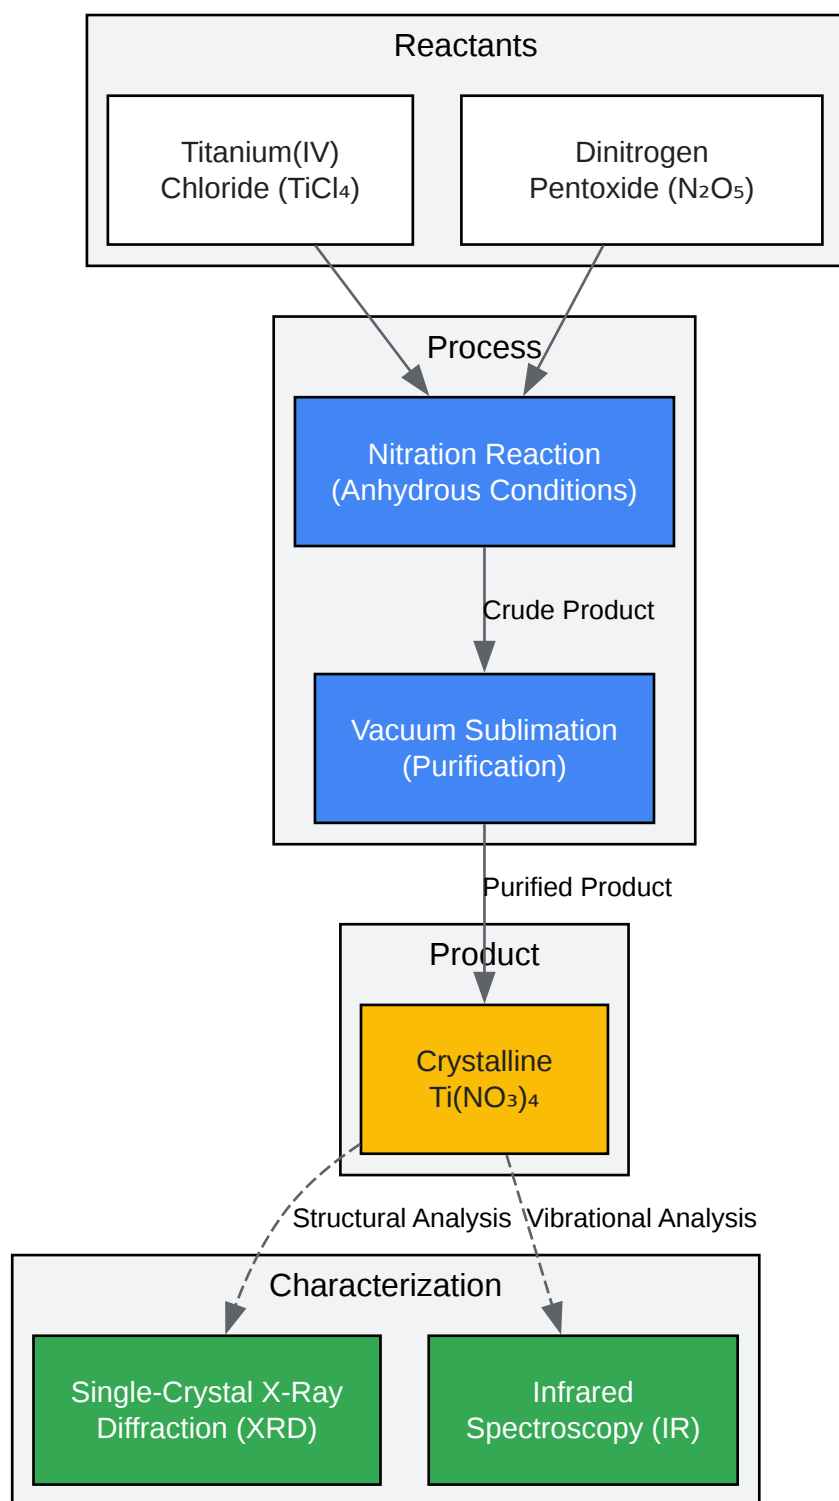 Reactants
Titanium(IV)
Chloride (TiCl₄)
Dinitrogen
Pentoxide (N₂O₅)
Process
Nitration Reaction
(Anhydrous Conditions)
Crude Product
Vacuum Sublimation
(Purification)
Purified Product
Product
Crystalline
Ti(NO₃)₄
Structural Analysis
Vibrational Analysis
Characterization
Single-Crystal X-Ray
Diffraction (XRD)
Infrared
Spectroscopy (IR)